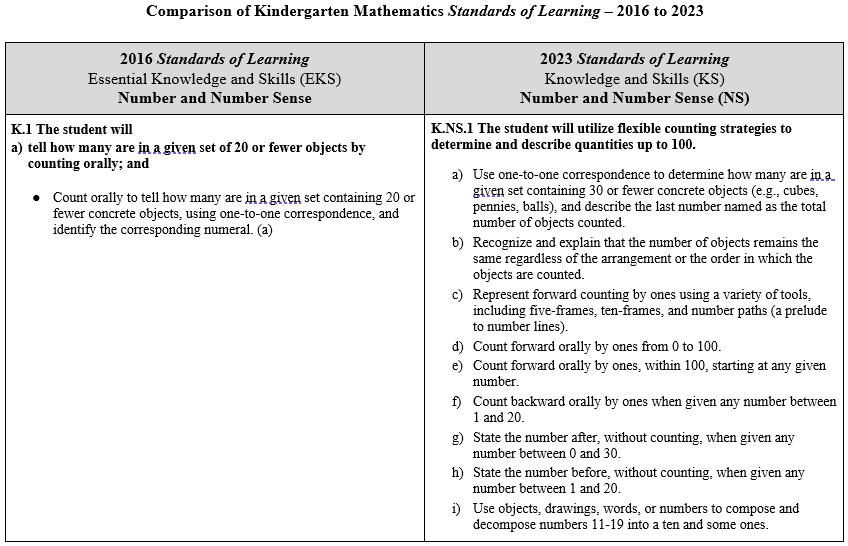 Comparison of Kindergarten Mathematics Standards of Learning – 2016 to 2023
2016 Standards of Learning
Essential Knowledge and Skills (EKS)
Number and Number Sense
K.1 The student will
a) tell how many are in a given set of 20 or fewer objects by
counting orally; and
● Count orally to tell how many are in a given set containing 20 or
fewer concrete objects, using one-to-one correspondence, and
identify the corresponding numeral. (a)
2023 Standards of Learning
Knowledge and Skills (KS)
Number and Number Sense (NS)
K.NS.1 The student will utilize flexible counting strategies to
determine and describe quantities up to 100.
a) Use one-to-one correspondence to determine how many are in a
given set containing 30 or fewer concrete objects (e.g., cubes,
pennies, balls), and describe the last number named as the total
number of objects counted.
b) Recognize and explain that the number of objects remains the
same regardless of the arrangement or the order in which the
objects are counted.
c) Represent forward counting by ones using a variety of tools,
including five-frames, ten-frames, and number paths (a prelude
to number lines).
d) Count forward orally by ones from 0 to 100.
e) Count forward orally by ones, within 100, starting at any given
number.
f) Count backward orally by ones when given any number between
1 and 20.
g) State the number after, without counting, when given any
number between 0 and 30.
h) State the number before, without counting, when given any
number between 1 and 20.
i) Use objects, drawings, words, or numbers to compose and
decompose numbers 11-19 into a ten and some ones.